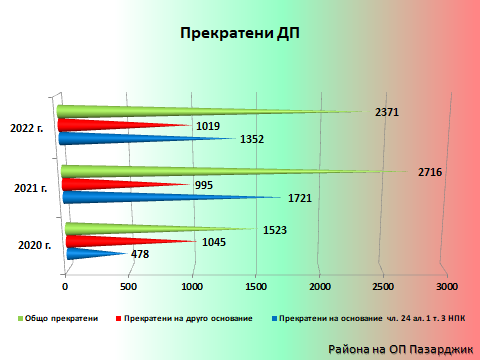 Прекратени ДП
2371
2022 г.
1019
1352
2716
2021 г.
995
1721
1523
2020 г.
1045
478
0 500 1000 1500 2000 2500 3000
Общо прекратени Прекратени на друго основание Прекратени на основание чл. 24 ал. 1 т. 3 НПК
Района на ОП Пазарджик